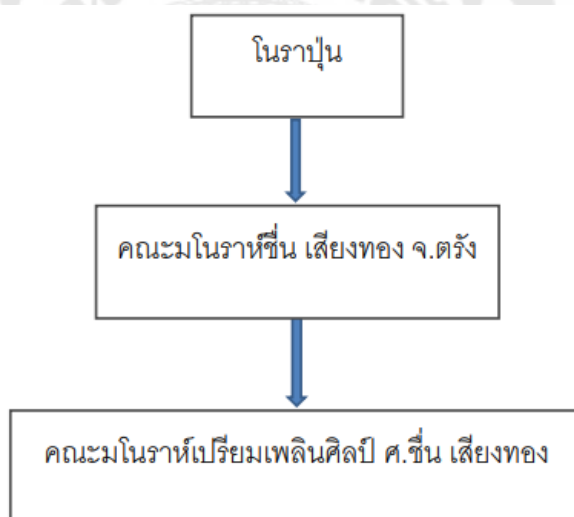 โนราปุ่น
คณะมโนราห์ชื่น เสียงทอง จ.ตรัง
คณะมโนราห์เปรียมเพลินศิลป์ ศ.ชื่น เสียงทอง